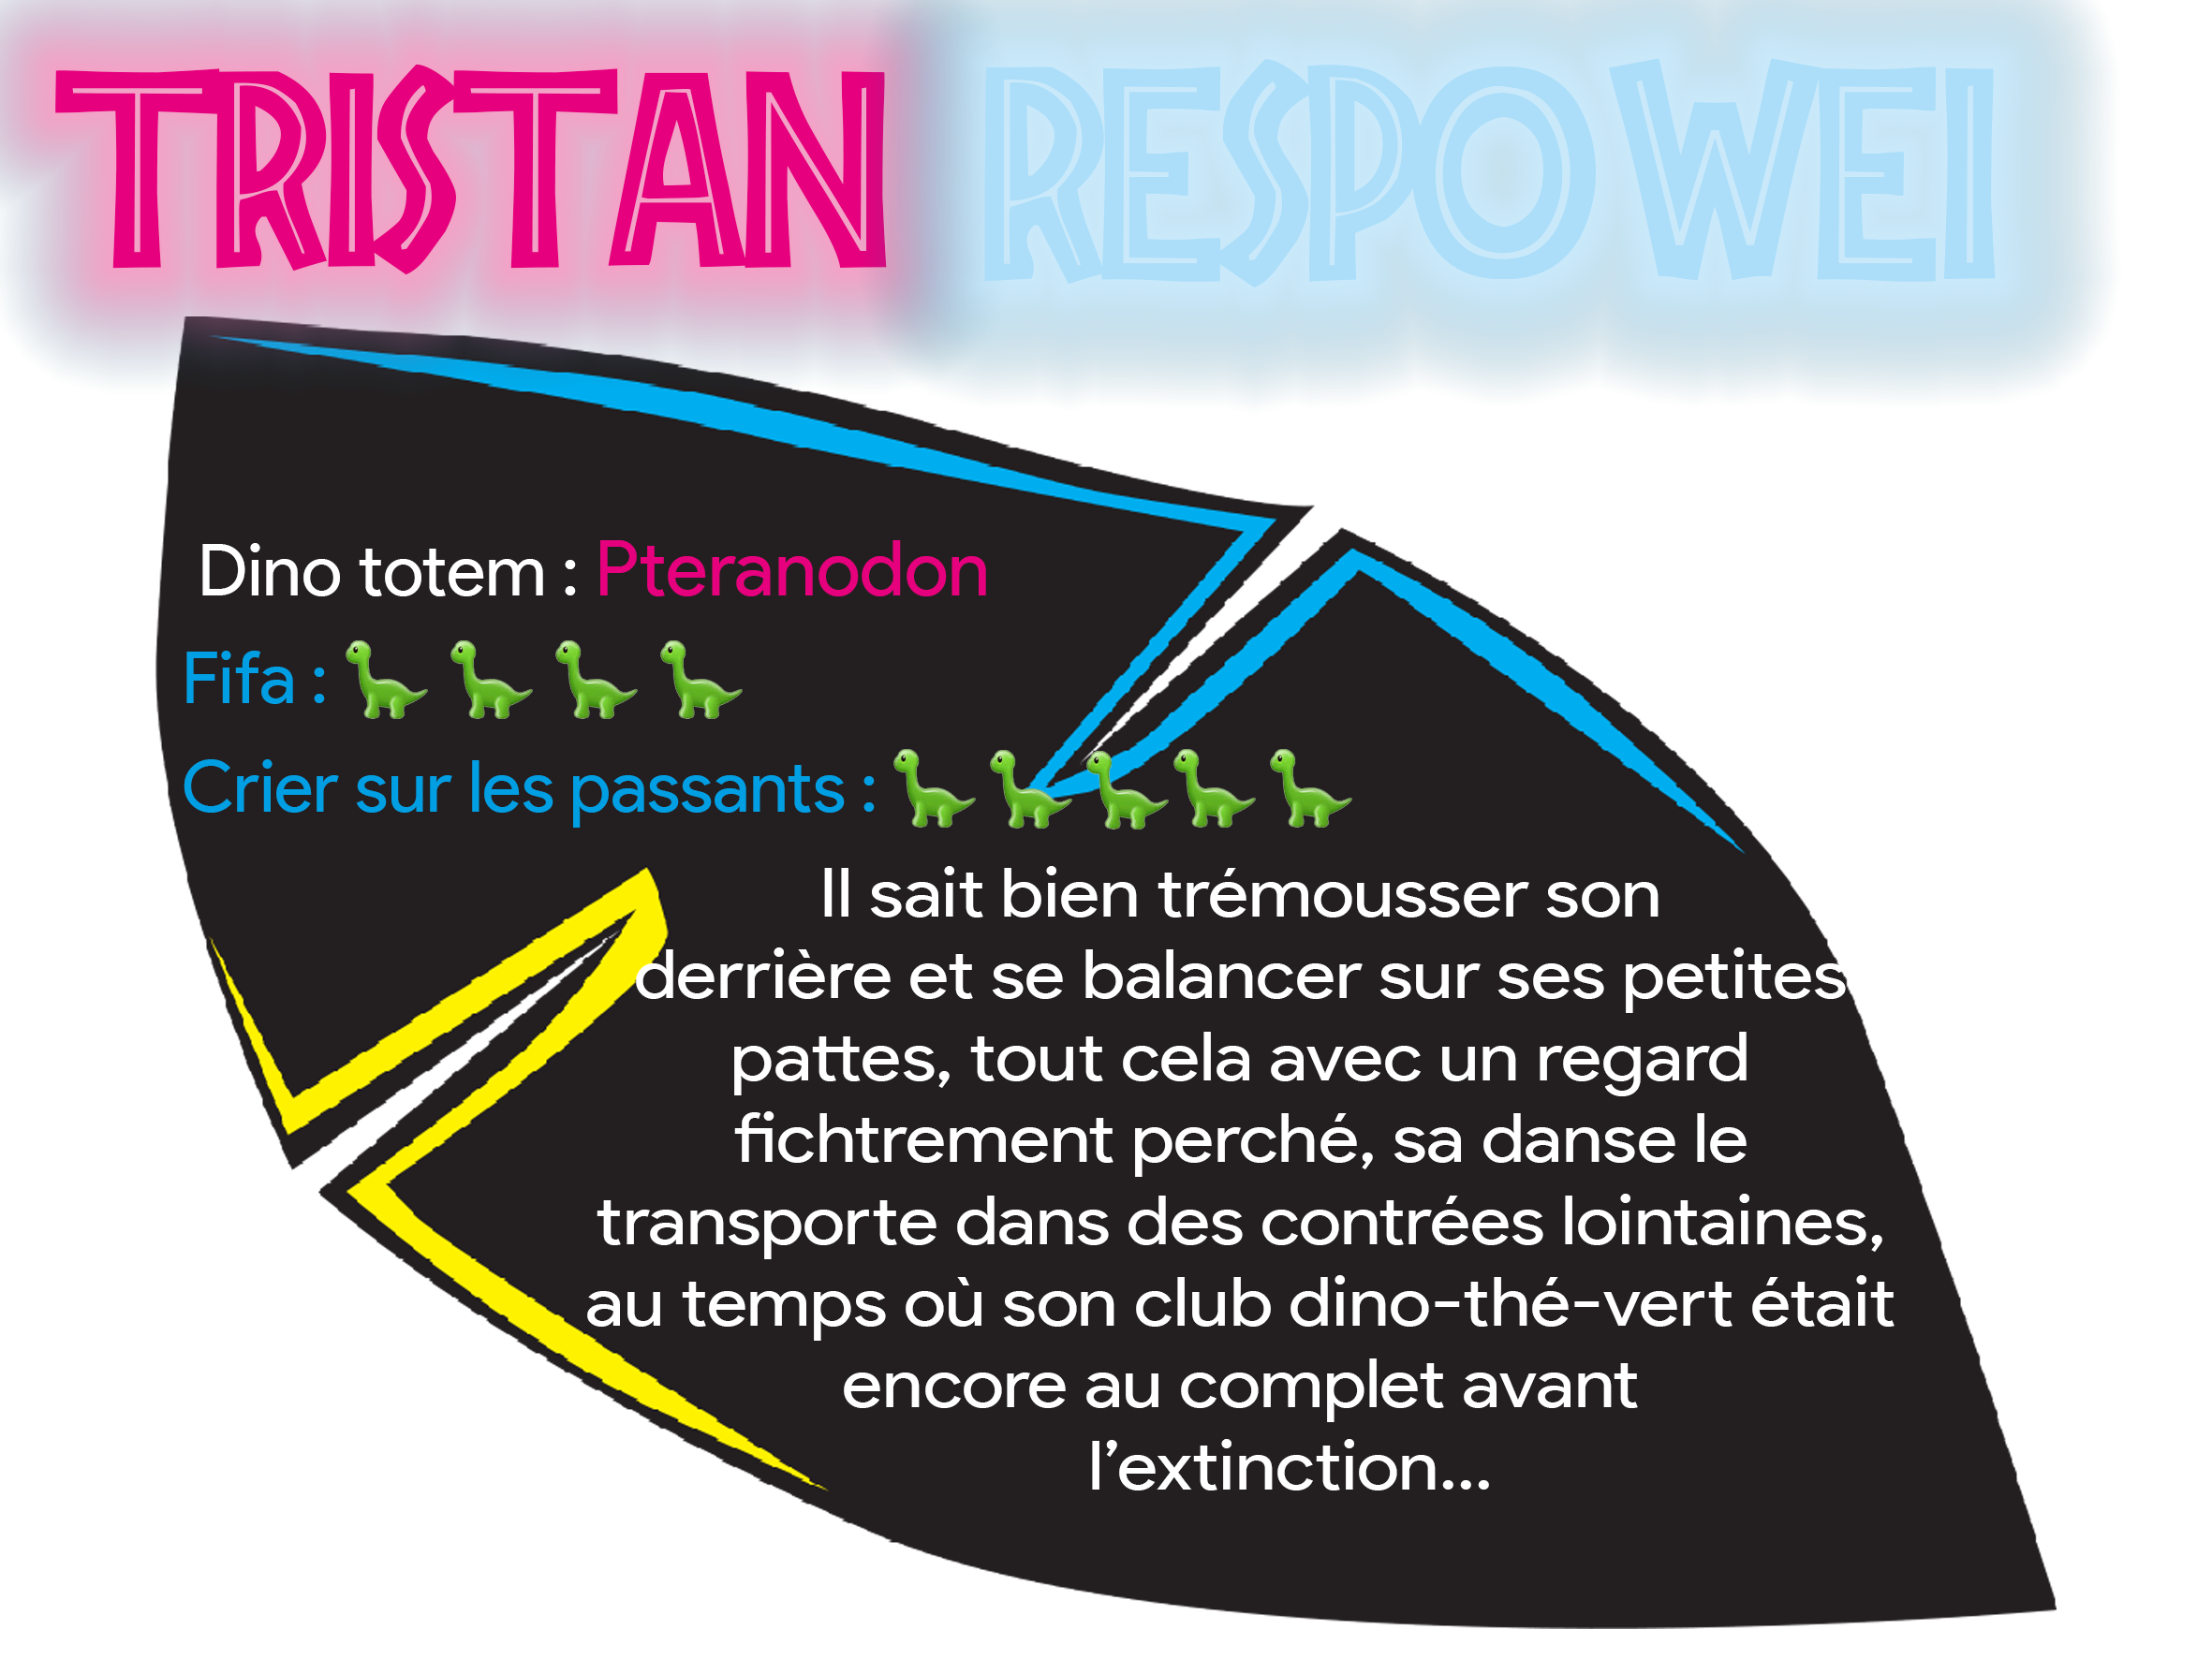 TRISTAN RESPOWEI
Dino totem : Pteranodon
Fifa : 🦕 🦕 🦕 🦕
Crier sur les passants : 🦕 🦕 🦕 🦕 🦕
Il sait bien trémousser son
derrière et se balancer sur ses petites
pattes, tout cela avec un regard
fichtrement perché, sa danse le
transporte dans des contrées lointaines,
au temps où son club dino-thé-vert était
encore au complet avant
l’extinction...